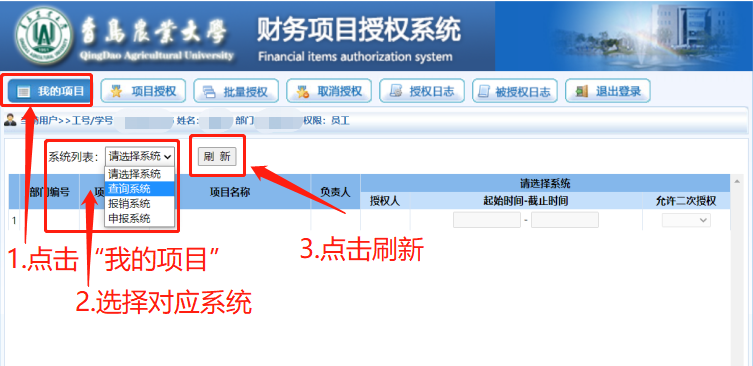 青岛农业大学
QingDao Agricultural University
财务项目授权系统
Financial items authorization system
我的项目 项目授权 批量授权 取消授权 授权日志 被授权日志 退出登录
用户>>工号/学号 姓名: 部门 权限: 员工
系统列表: 请选择系统 刷 新
请选择系统
查询系统
报销系统
申报系统
部门编号 项 项目名称 负责人 请选择系统
授权人 起始时间-截止时间 允许二次授权
1 -
1.点击“我的项目”
2.选择对应系统
3.点击刷新